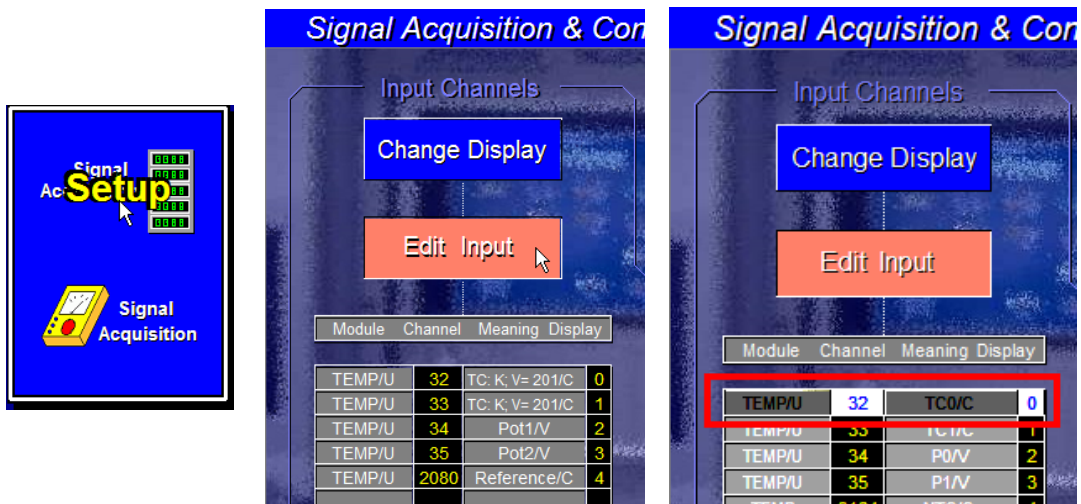 Signal
Setup
Signal
Acquisition
Signal Acquisition & Con
Input Channels
Change Display
Edit Input
Module Channel Meaning Display
TEMP/U 32 TC: K; V= 201/C 0
TEMP/U 33 TC: K; V= 201/C 1
TEMP/U 34 Pot1/V 2
TEMP/U 35 Pot2/V 3
TEMP/U 2080 Reference/C 4
Signal Acquisition & Con
Input Channels
Change Display
Edit Input
Module Channel Meaning Display
TEMP/U 32 TC0/C 0
TEMP/U 33 TC1/C 1
TEMP/U 34 P0/V 2
TEMP/U 35 P1/V 3